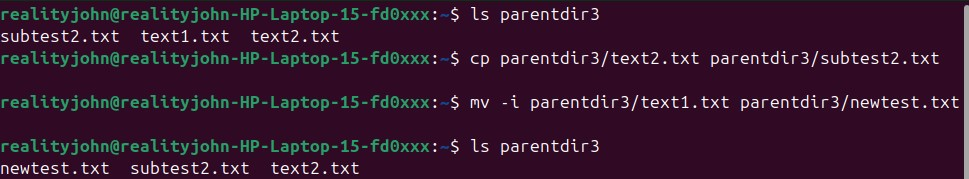 realityjohn@realityjohn-HP-Laptop-15-fd0xxx:~$ ls parentdir3
subtest2.txt  text1.txt  text2.txt
realityjohn@realityjohn-HP-Laptop-15-fd0xxx:~$ cp parentdir3/text2.txt parentdir3/subtest2.txt
realityjohn@realityjohn-HP-Laptop-15-fd0xxx:~$ mv -i parentdir3/text1.txt parentdir3/newtest.txt
realityjohn@realityjohn-HP-Laptop-15-fd0xxx:~$ ls parentdir3
newtest.txt  subtest2.txt  text2.txt